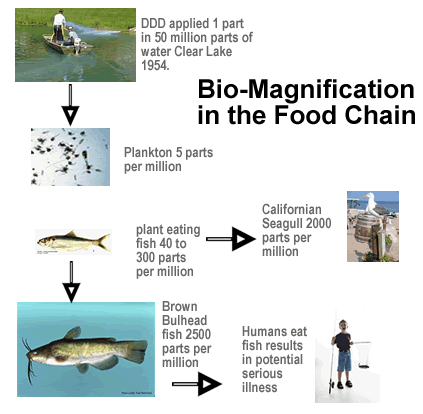 DDD applied 1 part
in 50 million parts of
water Clear Lake
1954.
Bio-Magnification
in the Food Chain
Plankton 5 parts
per million
plant eating
fish 40 to
300 parts
per million
Californian
Seagull 2000
parts per
million
Brown
Bulhead
fish 2500
parts per
million
Humans eat
fish results
in potential
serious
illness